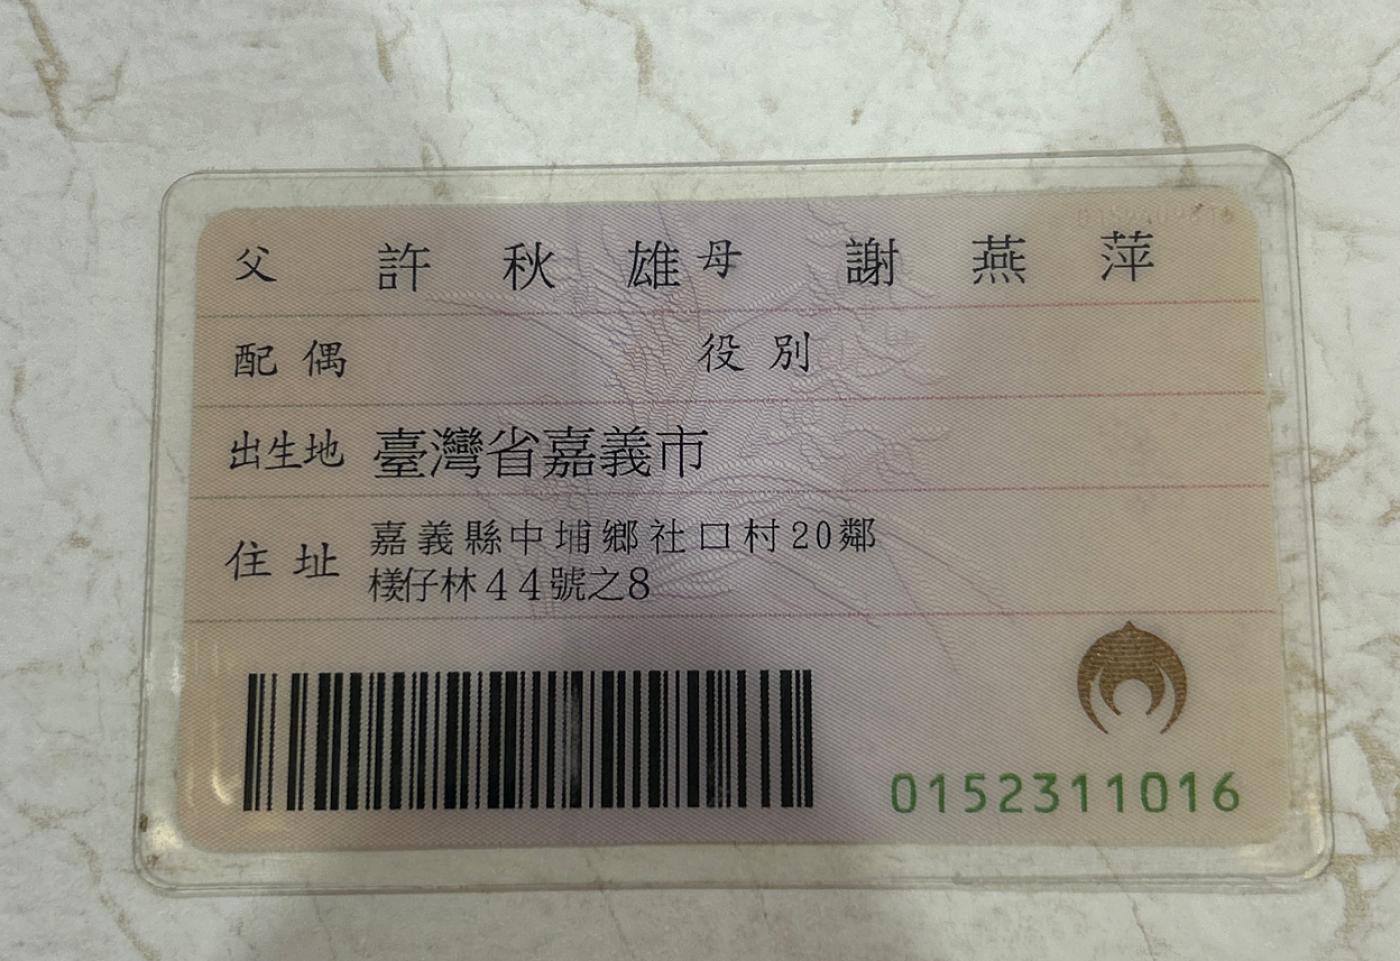 父 許秋雄 母 謝燕萍
配偶 役別
出生地 臺灣省嘉義市
住址 嘉義縣中埔鄉社口村20鄰
檨仔林44號之8
0152311016